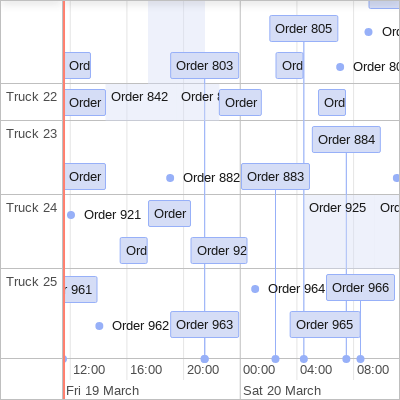 Order 805
Ord
Ord
Order 803
Ord
Order 80
Truck 22
Order
Order 842
Order
Order
Ord
Truck 23
Order 884
Order
Order 882
Order 883
Truck 24
Order 921
Order
Order 925
Ord
Ord
Order 92
Truck 25
961
Order 964
Order 966
Order 962
Order 963
Order 965
12:00
16:00
20:00
00:00
04:00
08:00
Fri 19 March
Sat 20 March